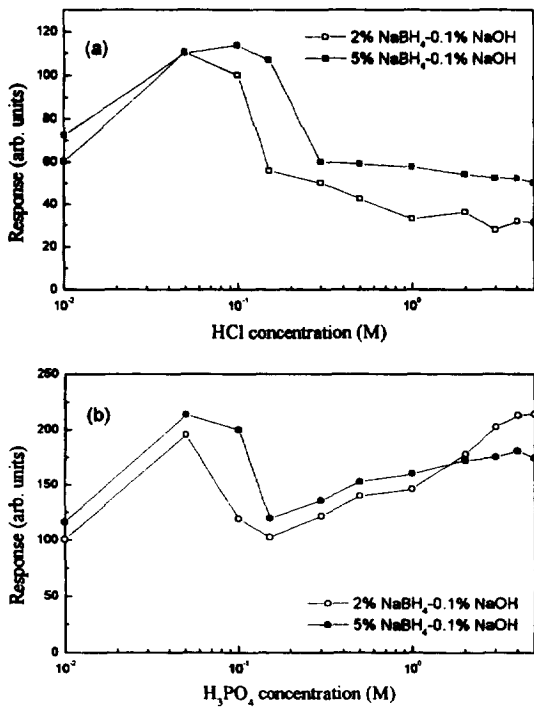 (a)
2% NaBH₄-0.1% NaOH
5% NaBH₄-0.1% NaOH
120
100
80
60
40
20
0
Response (arb. units)
10⁻²
10⁻¹
10⁰
HCl concentration (M)
(b)
250
200
150
100
50
0
Response (arb. units)
2% NaBH₄-0.1% NaOH
5% NaBH₄-0.1% NaOH
10⁻²
10⁻¹
10⁰
H₃PO₄ concentration (M)